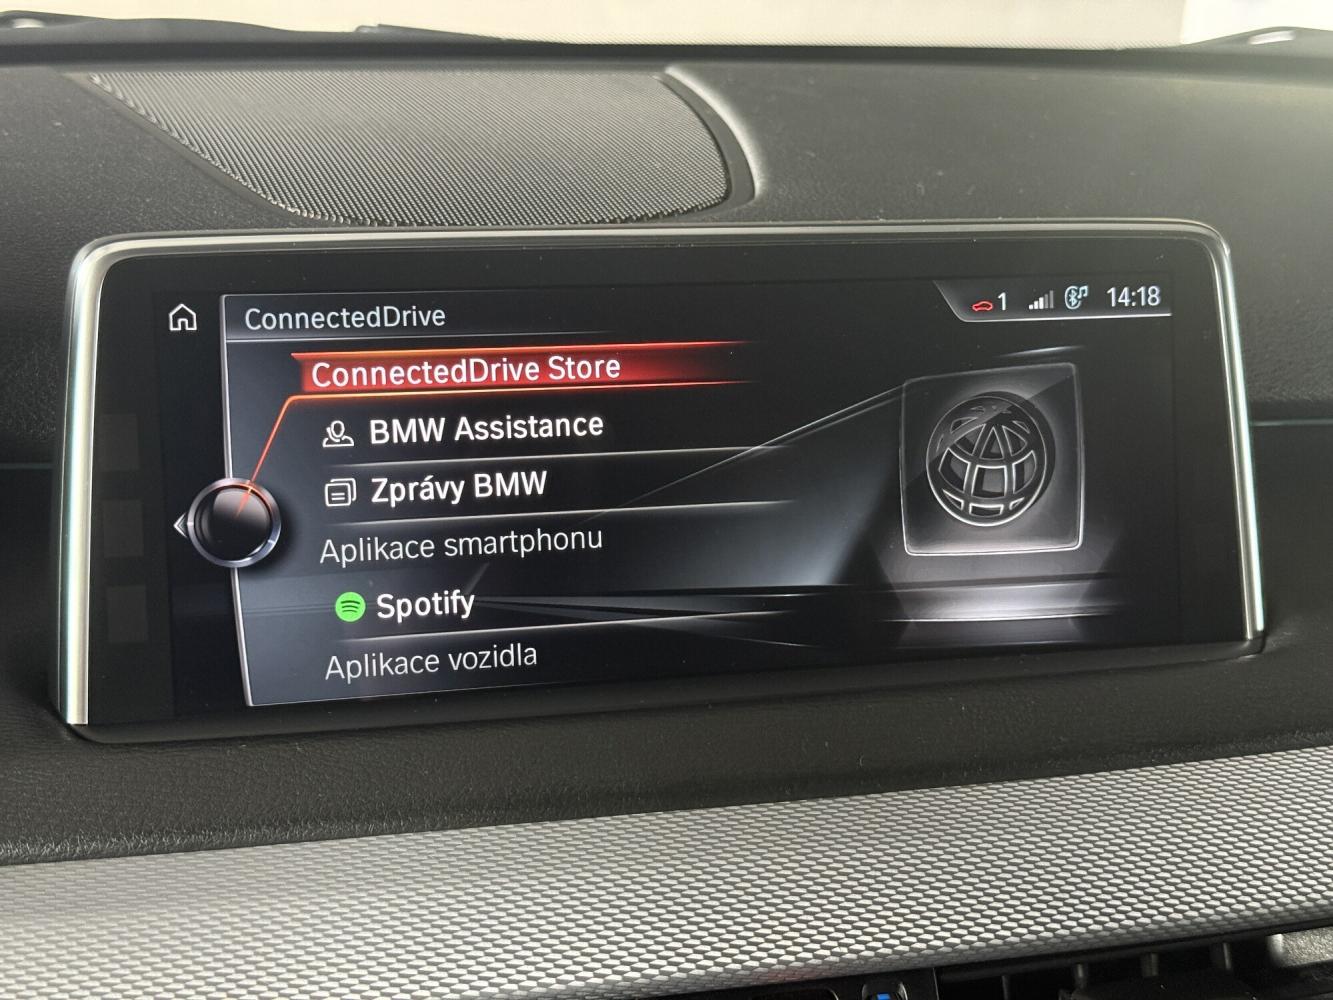 ConnectedDrive
1 14:18
ConnectedDrive Store
BMW Assistance
Zprávy BMW
Aplikace smartphonu
Spotify
Aplikace vozidla